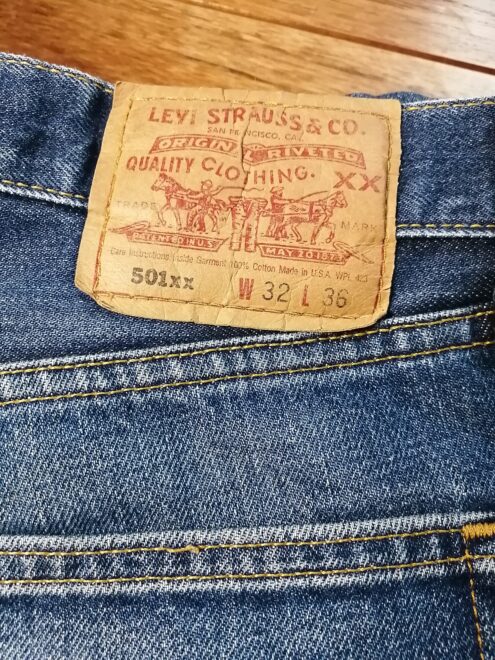 LEVI STRAUSS & CO.
SAN FRANCISCO, CAL.
ORIGINAL RIVETED
QUALITY CLOTHING.
XX
TRADE MARK
PATENTED IN U.S. MAY 20 1873
Care Instructions Inside Garment 100% Cotton Made in U.S.A. WPL 423
501xx W 32 L 36